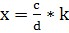 x = c/d * k